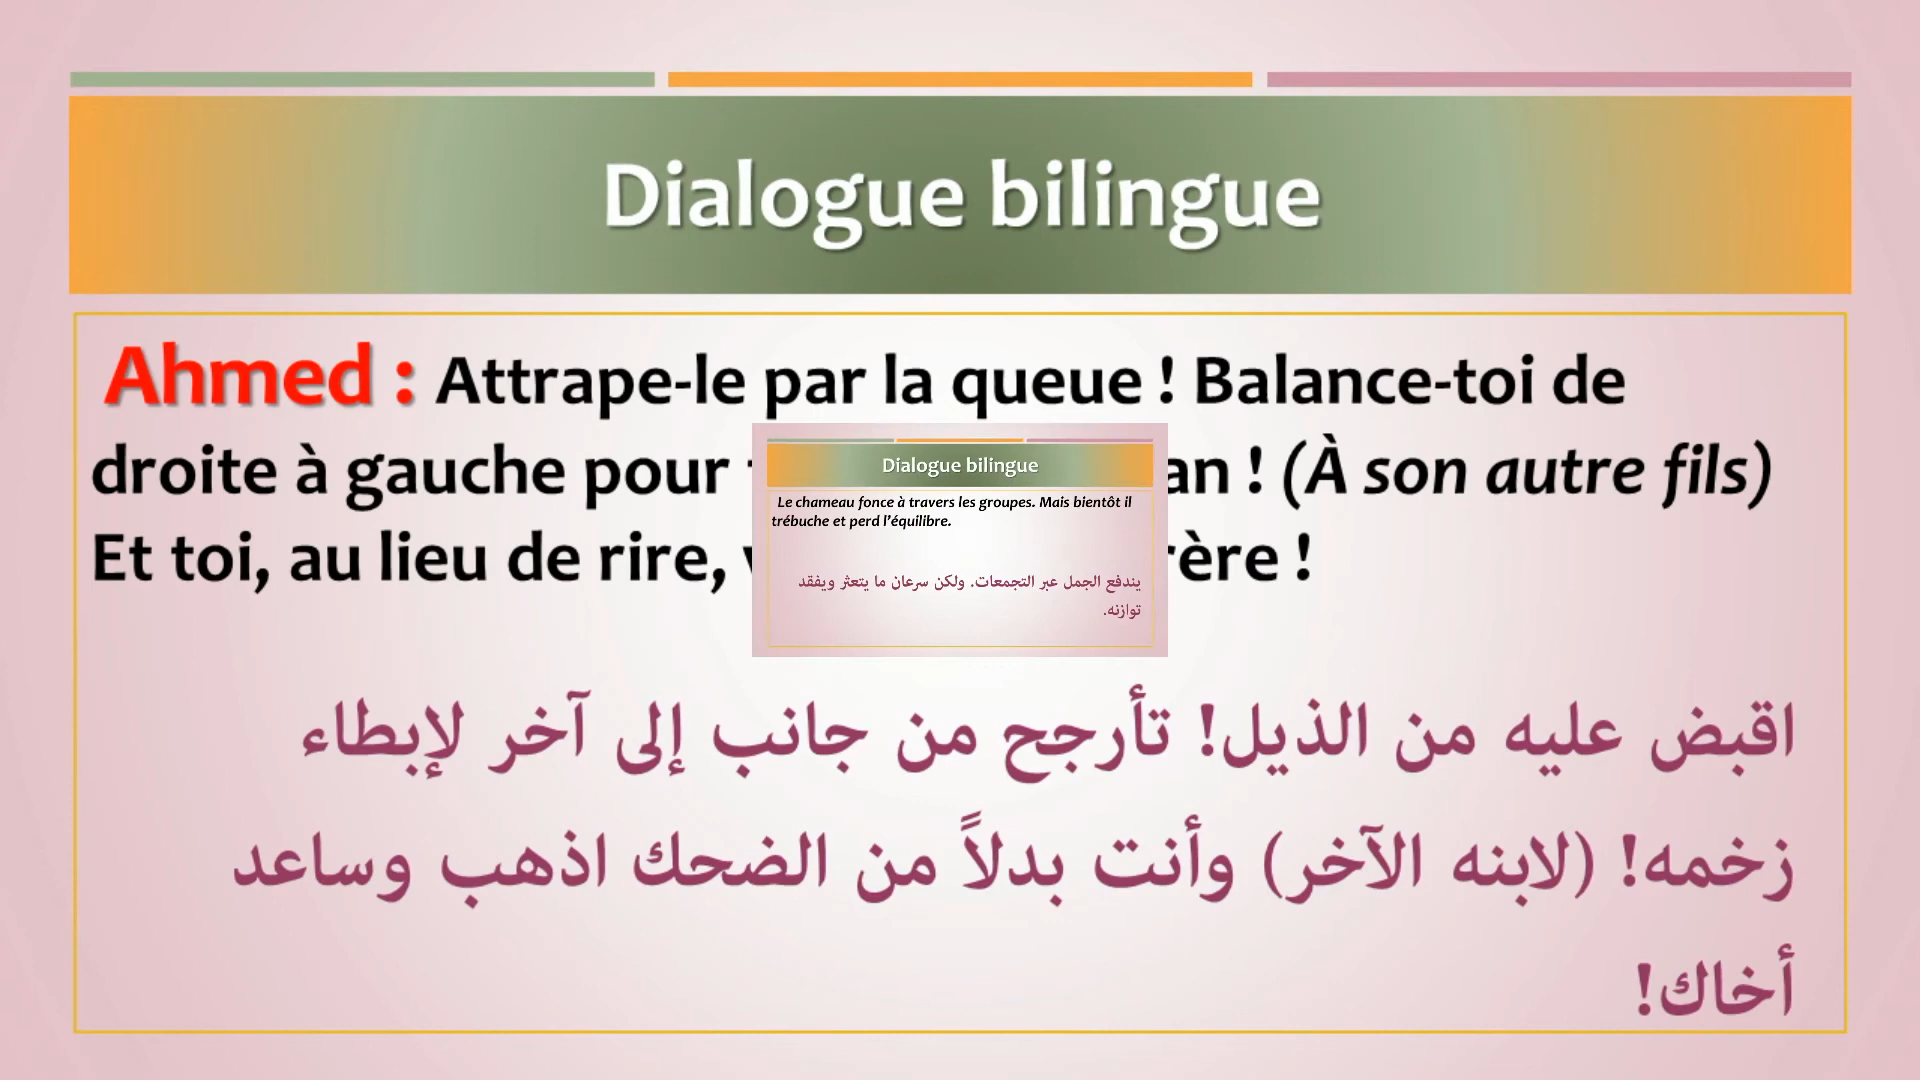 Dialogue bilingue
Ahmed : Attrape-le par la queue ! Balance-toi de
droite à gauche pour an ! (À son autre fils)
Et toi, au lieu de rire, rère !
Dialogue bilingue
Le chameau fonce à travers les groupes. Mais bientôt il
trébuche et perd l’équilibre.
يندفع الجمل عبر التجمعات. ولكن سرعان ما يتعثر ويفقد
توازنه.
اقبض عليه من الذيل! تأرجح من جانب إلى آخر لإبطاء
زخمه! (لابنه الآخر) وأنت بدلاً من الضحك اذهب وساعد
أخاك!